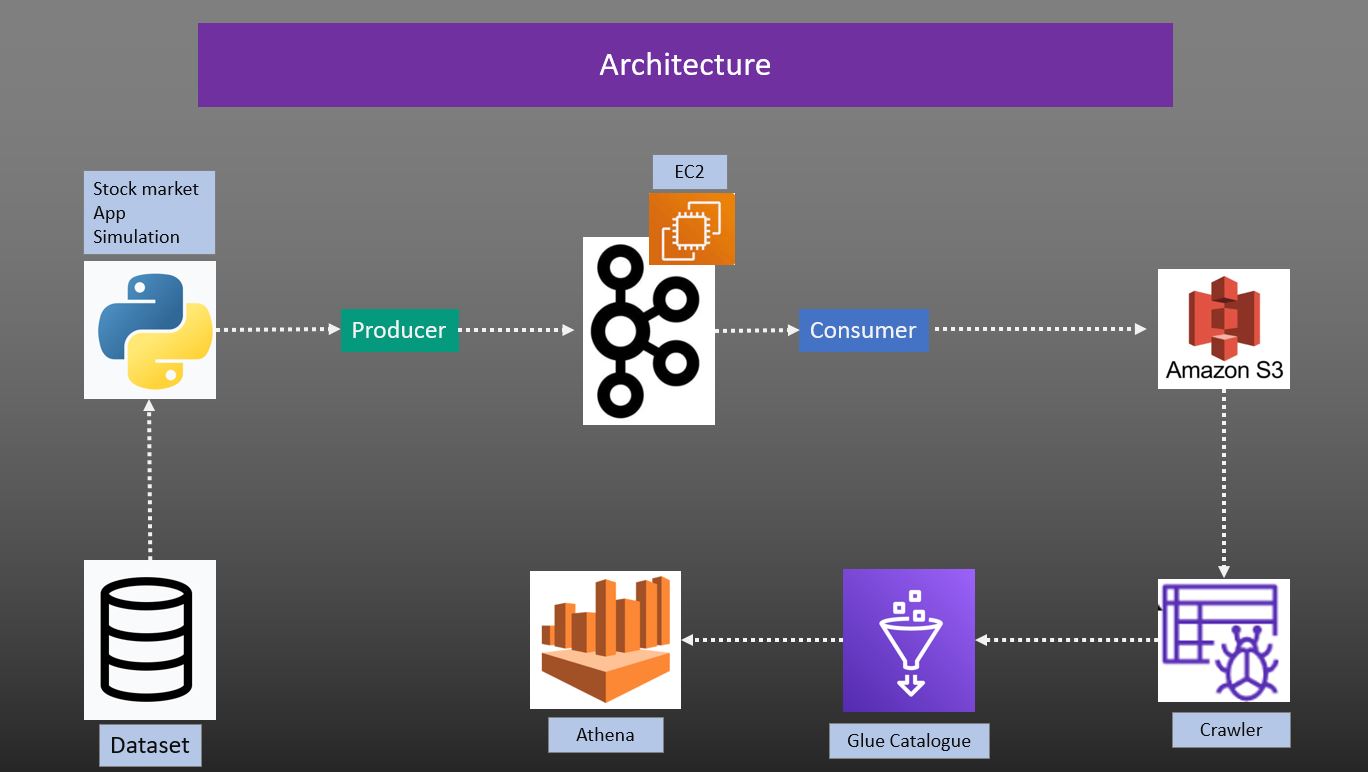 Architecture
EC2
Stock market
App
Simulation
Producer
Consumer
Amazon S3
Athena
Glue Catalogue
Crawler
Dataset